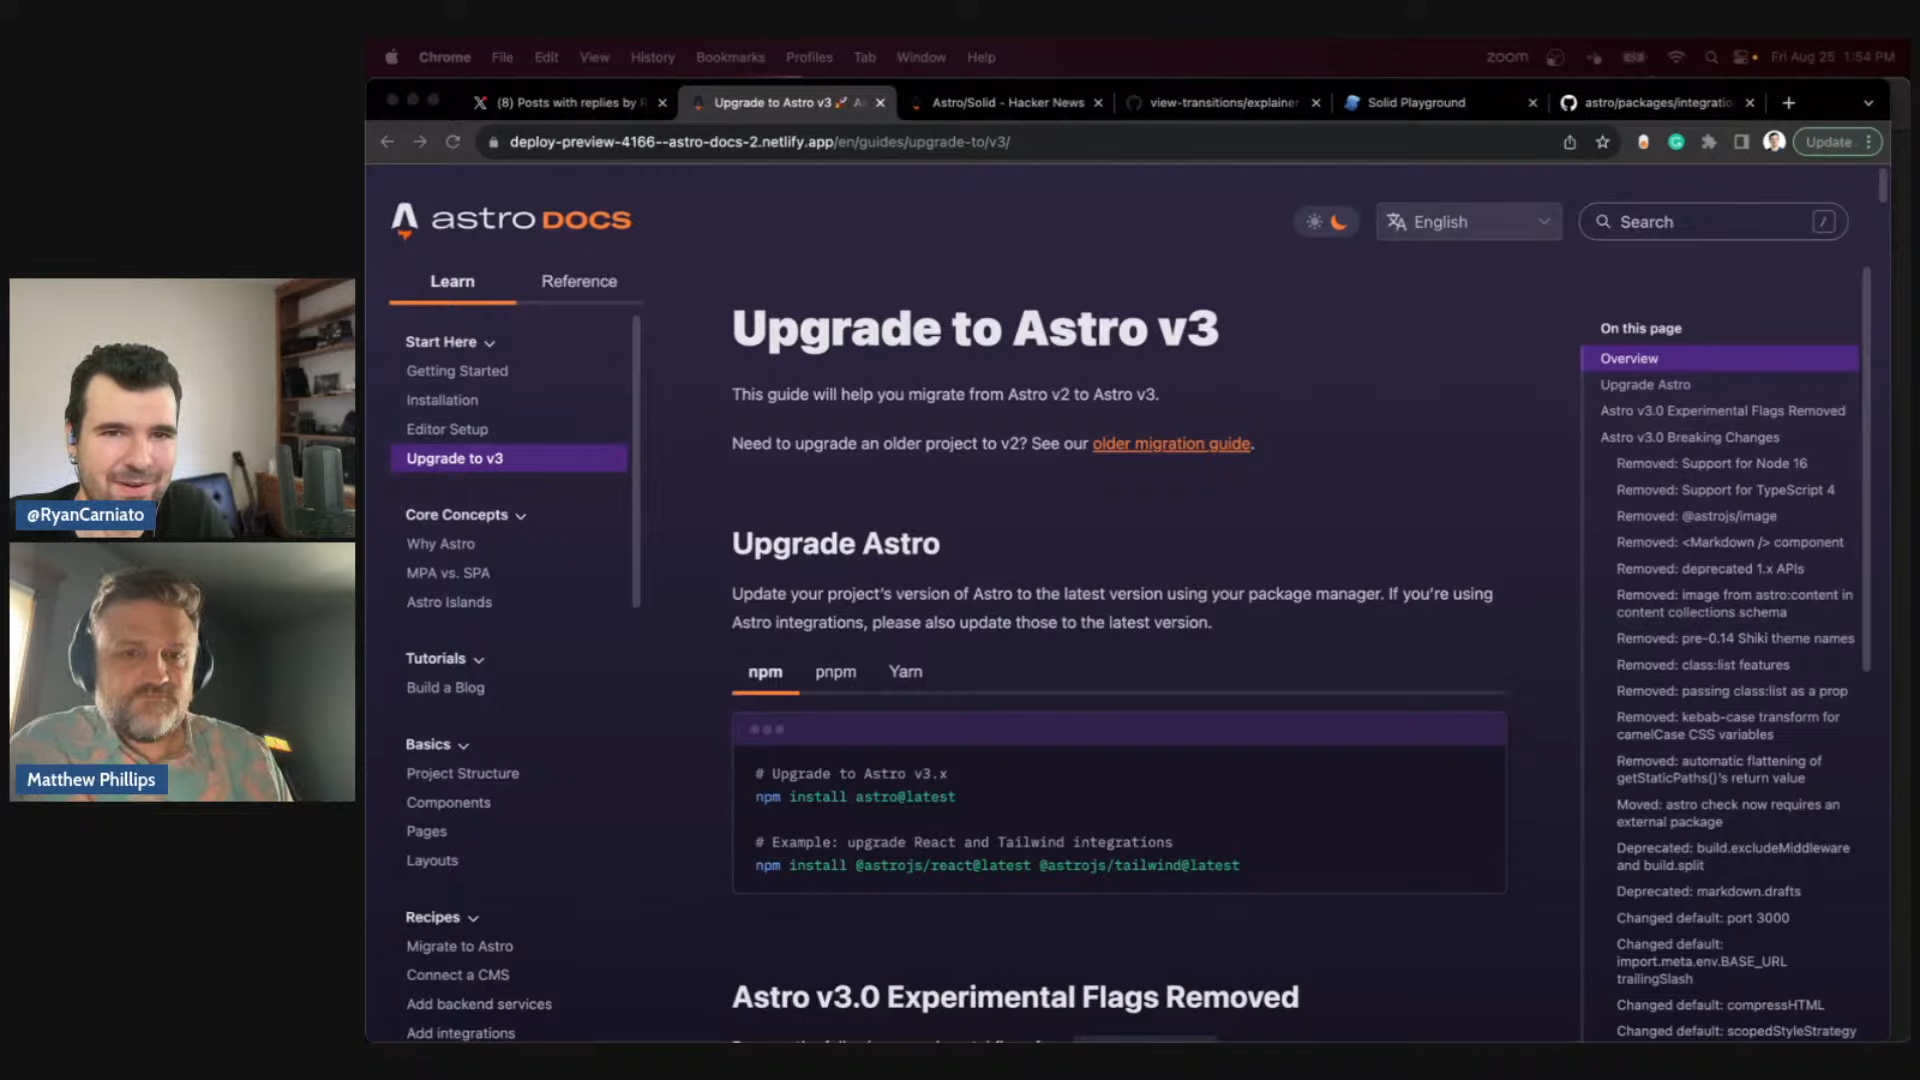 Chrome File Edit View History Bookmarks Profiles Tab Window Help
zoom
Fri Aug 25 1:54 PM
(8) Posts with replies by
Upgrade to Astro v3
Astro/Solid - Hacker News
view-transitions/explainer
Solid Playground
astro/packages/integratio
deploy-preview-4166--astro-docs-2.netlify.app/en/guides/upgrade-to/v3/
Update
astro DOCS
English
Search
/
Learn
Reference
Start Here
Getting Started
Installation
Editor Setup
Upgrade to v3
Core Concepts
Why Astro
MPA vs. SPA
Astro Islands
Tutorials
Build a Blog
Basics
Project Structure
Components
Pages
Layouts
Recipes
Migrate to Astro
Connect a CMS
Add backend services
Add integrations
Upgrade to Astro v3
This guide will help you migrate from Astro v2 to Astro v3.
Need to upgrade an older project to v2? See our older migration guide.
Upgrade Astro
Update your project's version of Astro to the latest version using your package manager. If you're using
Astro integrations, please also update those to the latest version.
npm
pnpm
Yarn
# Upgrade to Astro v3.x
npm install astro@latest
# Example: upgrade React and Tailwind integrations
npm install @astrojs/react@latest @astrojs/tailwind@latest
Astro v3.0 Experimental Flags Removed
On this page
Overview
Upgrade Astro
Astro v3.0 Experimental Flags Removed
Astro v3.0 Breaking Changes
Removed: Support for Node 16
Removed: Support for TypeScript 4
Removed: @astrojs/image
Removed: <Markdown /> component
Removed: deprecated 1.x APIs
Removed: image from astro:content in
content collections schema
Removed: pre-0.14 Shiki theme names
Removed: class:list features
Removed: passing class:list as a prop
Removed: kebab-case transform for
camelCase CSS variables
Removed: automatic flattening of
getStaticPaths()'s return value
Moved: astro check now requires an
external package
Deprecated: build.excludeMiddleware
and build.split
Deprecated: markdown.drafts
Changed default: port 3000
Changed default:
import.meta.env.BASE_URL
trailingSlash
Changed default: compressHTML
Changed default: scopedStyleStrategy
@RyanCarniato
Matthew Phillips